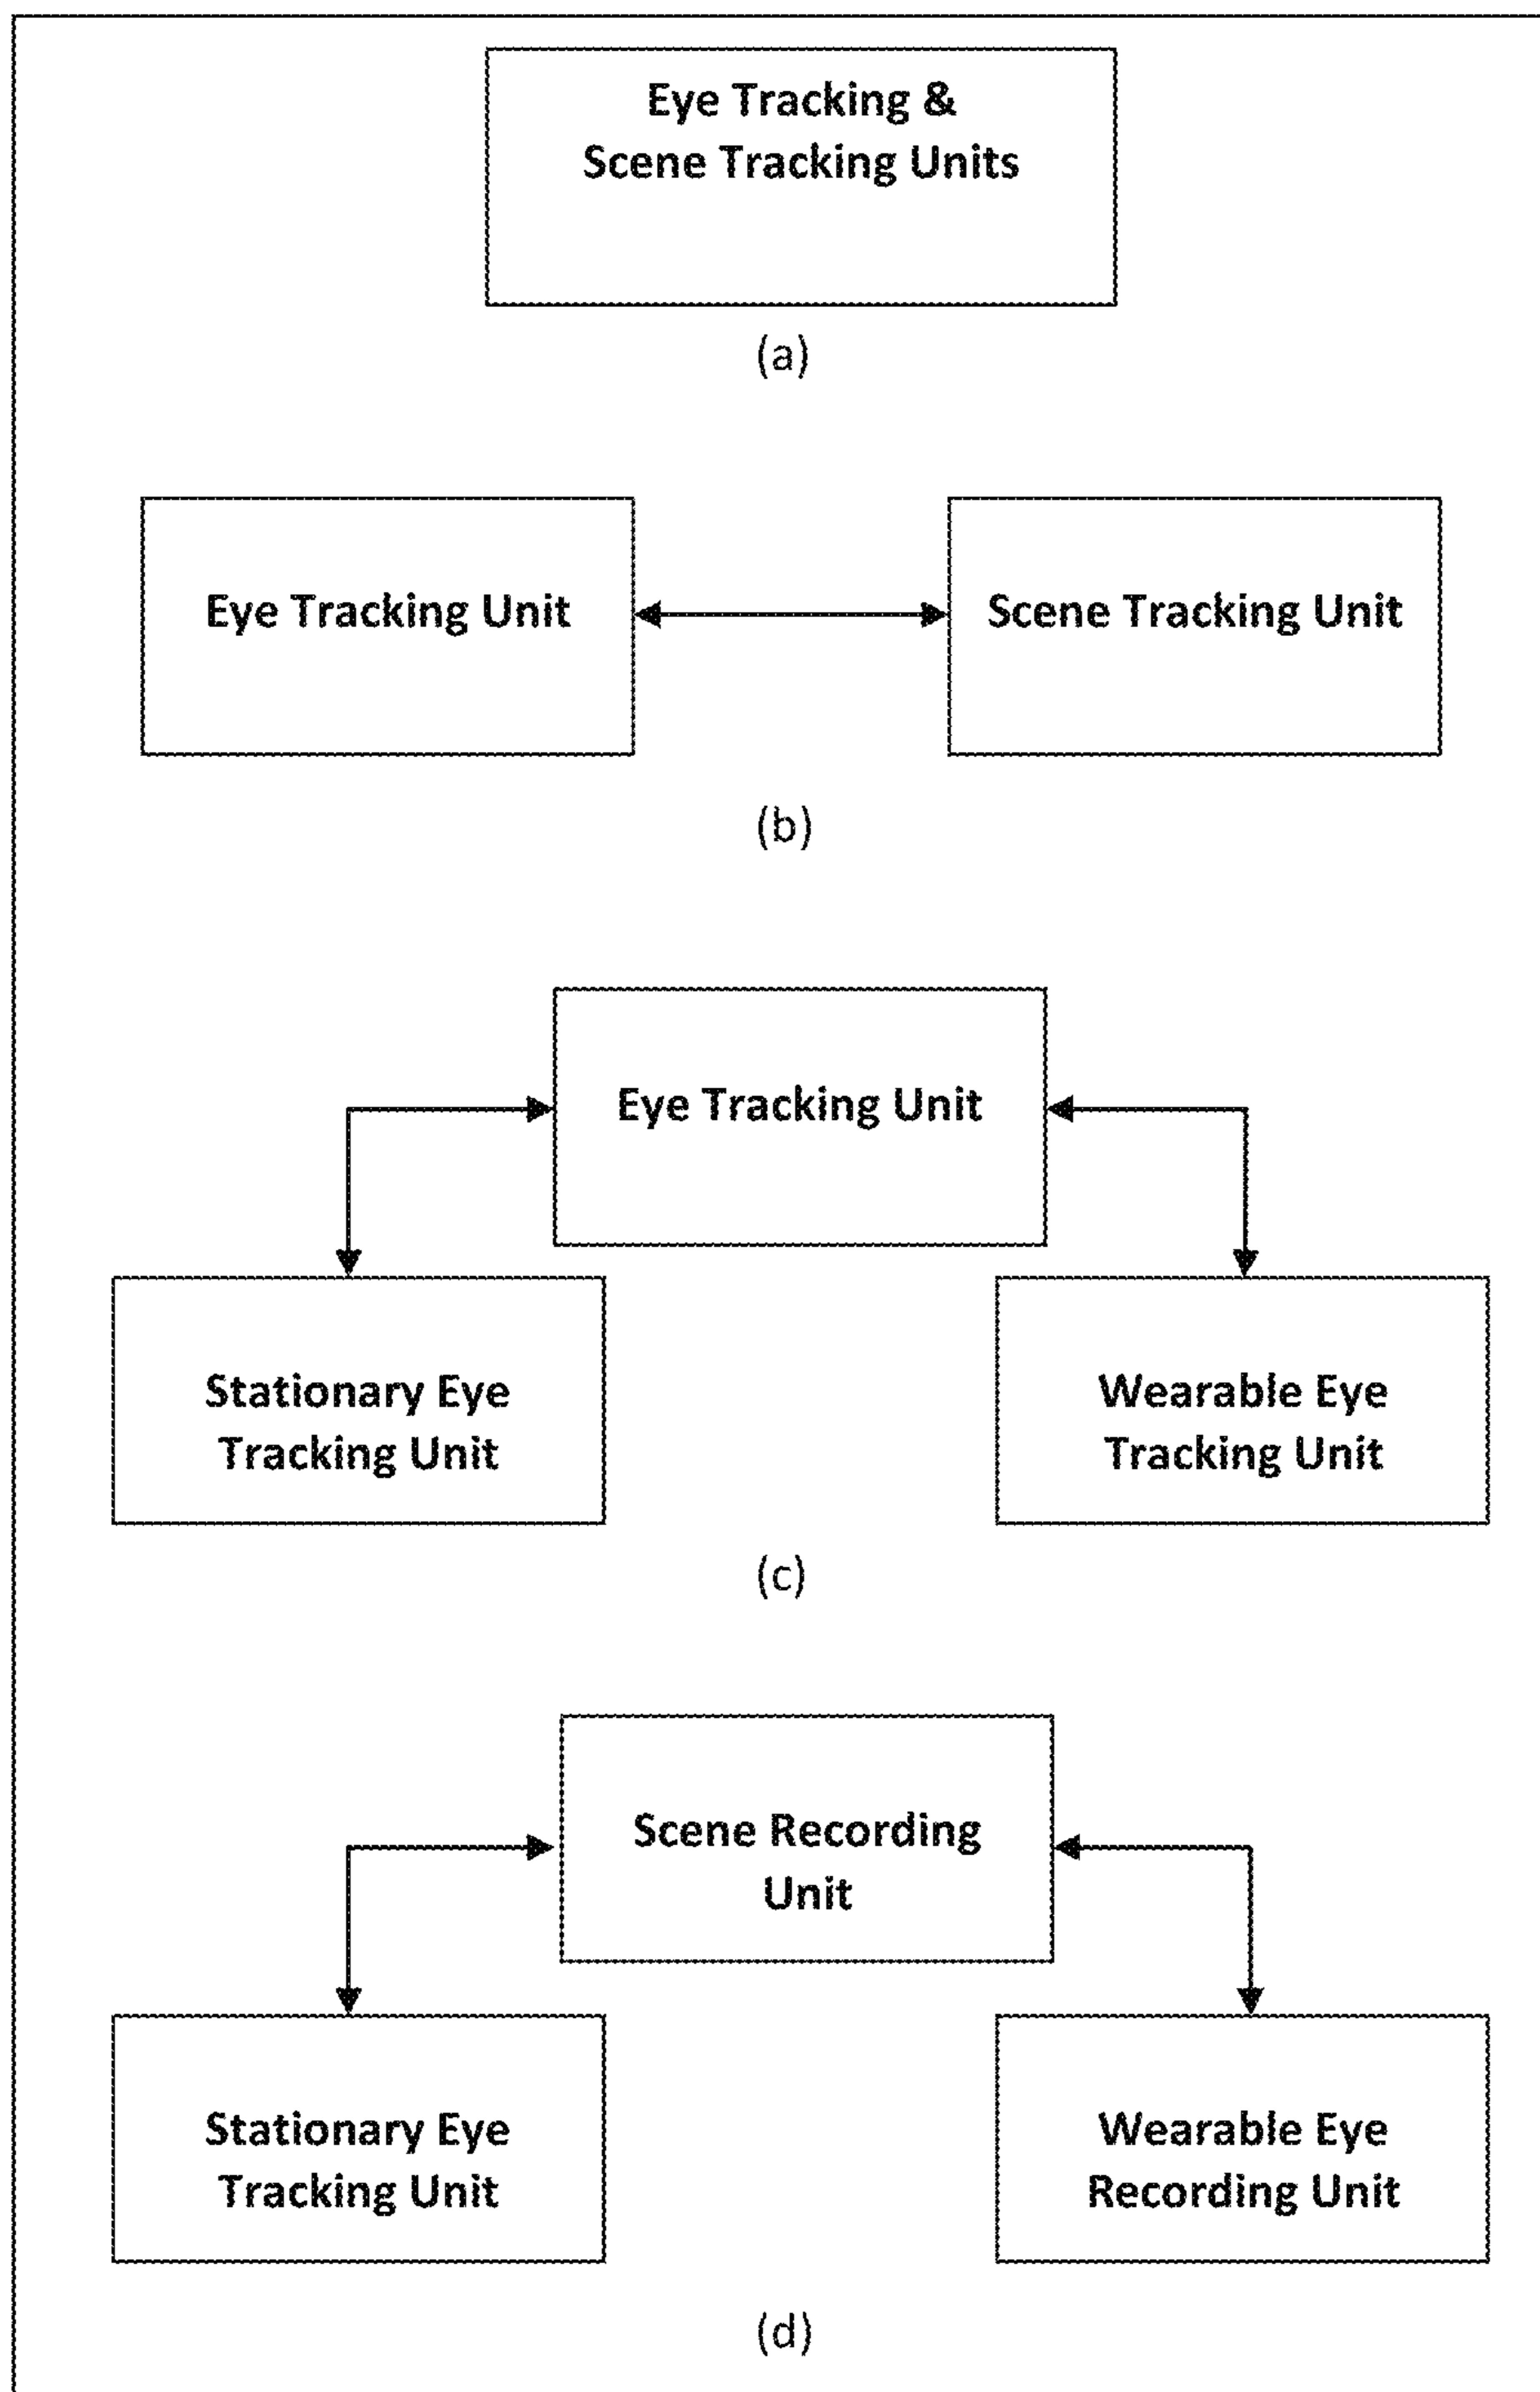 Eye Tracking &
Scene Tracking Units
(a)
Eye Tracking Unit
Scene Tracking Unit
(b)
Eye Tracking Unit
Stationary Eye
Tracking Unit
Wearable Eye
Tracking Unit
(c)
Scene Recording
Unit
Stationary Eye
Tracking Unit
Wearable Eye
Recording Unit
(d)